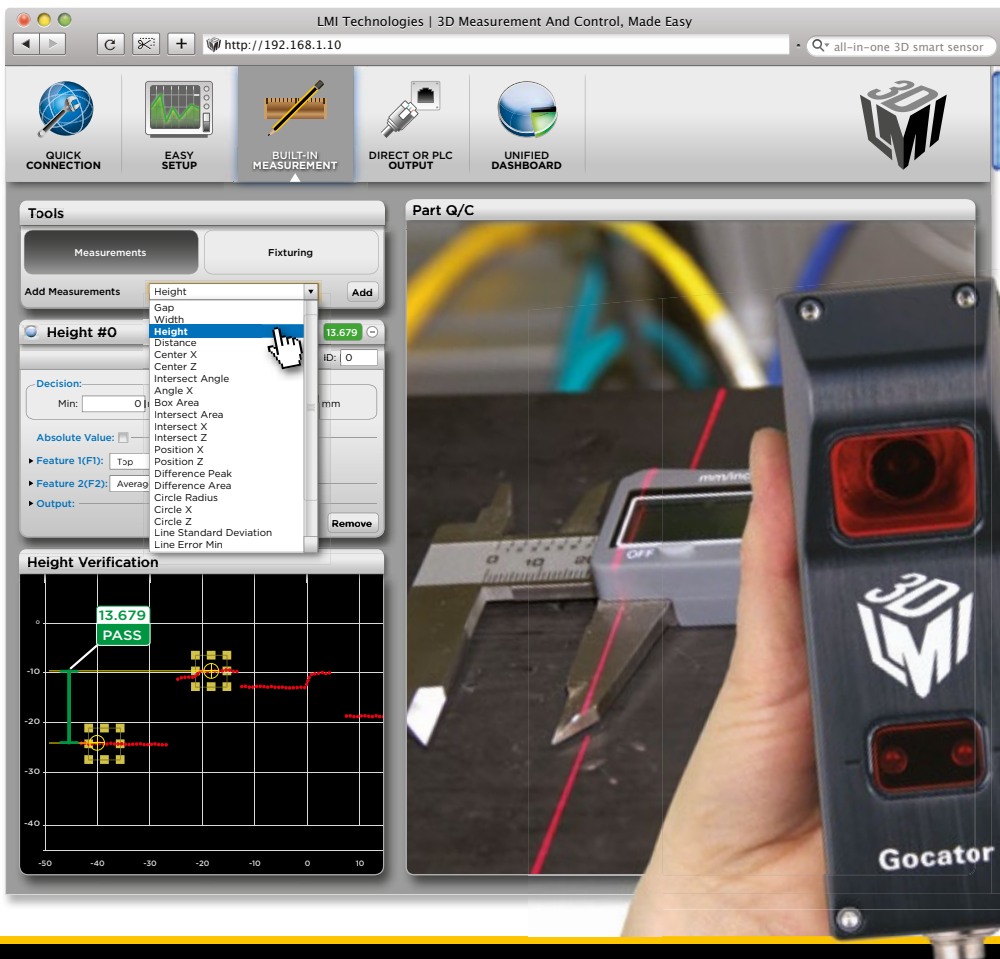 LMI Technologies | 3D Measurement And Control, Made Easy
http://192.168.1.10
all-in-one 3D smart sensor
QUICK
CONNECTION
EASY
SETUP
BUILT-IN
MEASUREMENT
DIRECT OR PLC
OUTPUT
UNIFIED
DASHBOARD
3D
LMI
Tools
Measurements
Fixturing
Add Measurements
Height
Add
Gap
Width
Height
Distance
Center X
Center Z
Intersect Angle
Angle X
Box Area
Intersect Area
Intersect X
Intersect Z
Position X
Position Z
Difference Peak
Difference Area
Circle Radius
Circle X
Circle Z
Line Standard Deviation
Line Error Min
Height #0
13.679
ID: 0
Decision:
Min: 0
mm
Absolute Value:
Feature 1(F1): Top
Feature 2(F2):
Output:
Remove
Height Verification
13.679
PASS
0
-10
-20
-30
-40
-50 -40 -30 -20 -10 0 10
Part Q/C
OFF
0 10
3D
LMI
Gocator